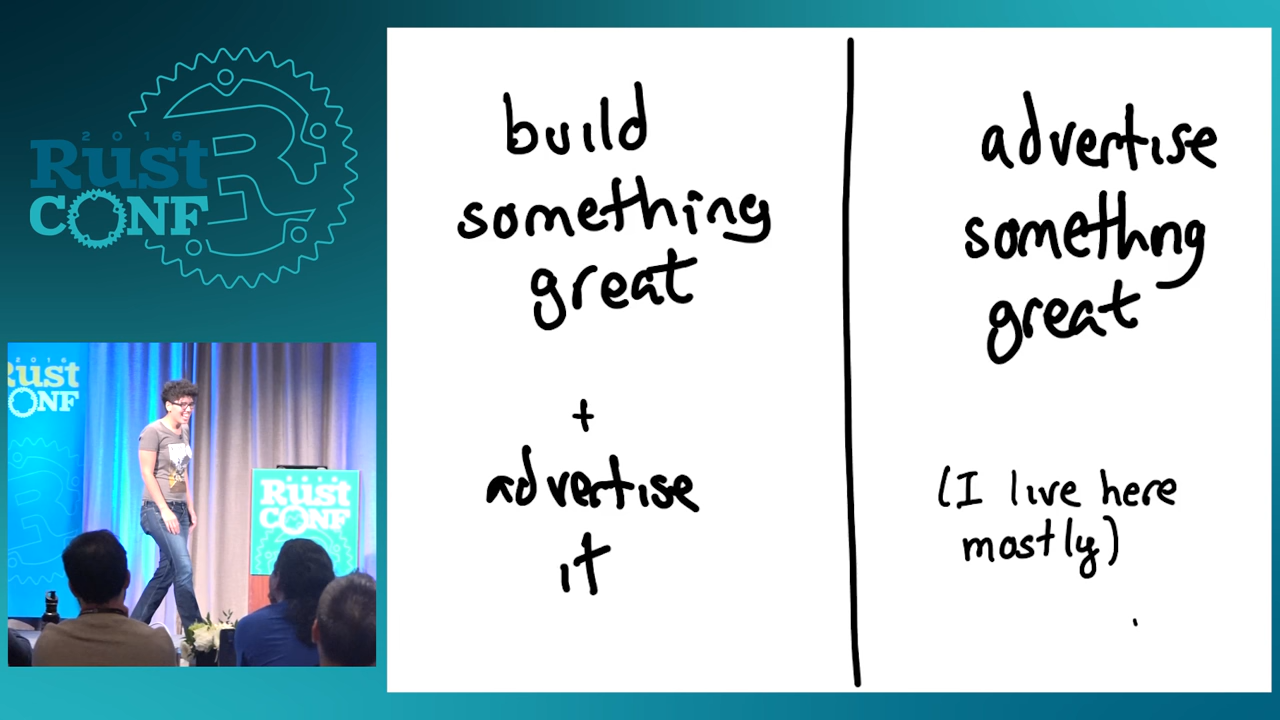 2016
Rust
CONF
build
something
great
+
advertise
it
advertise
somethng
great
(I live here
mostly)
2016
Rust
CONF
2016
Rust
CONF